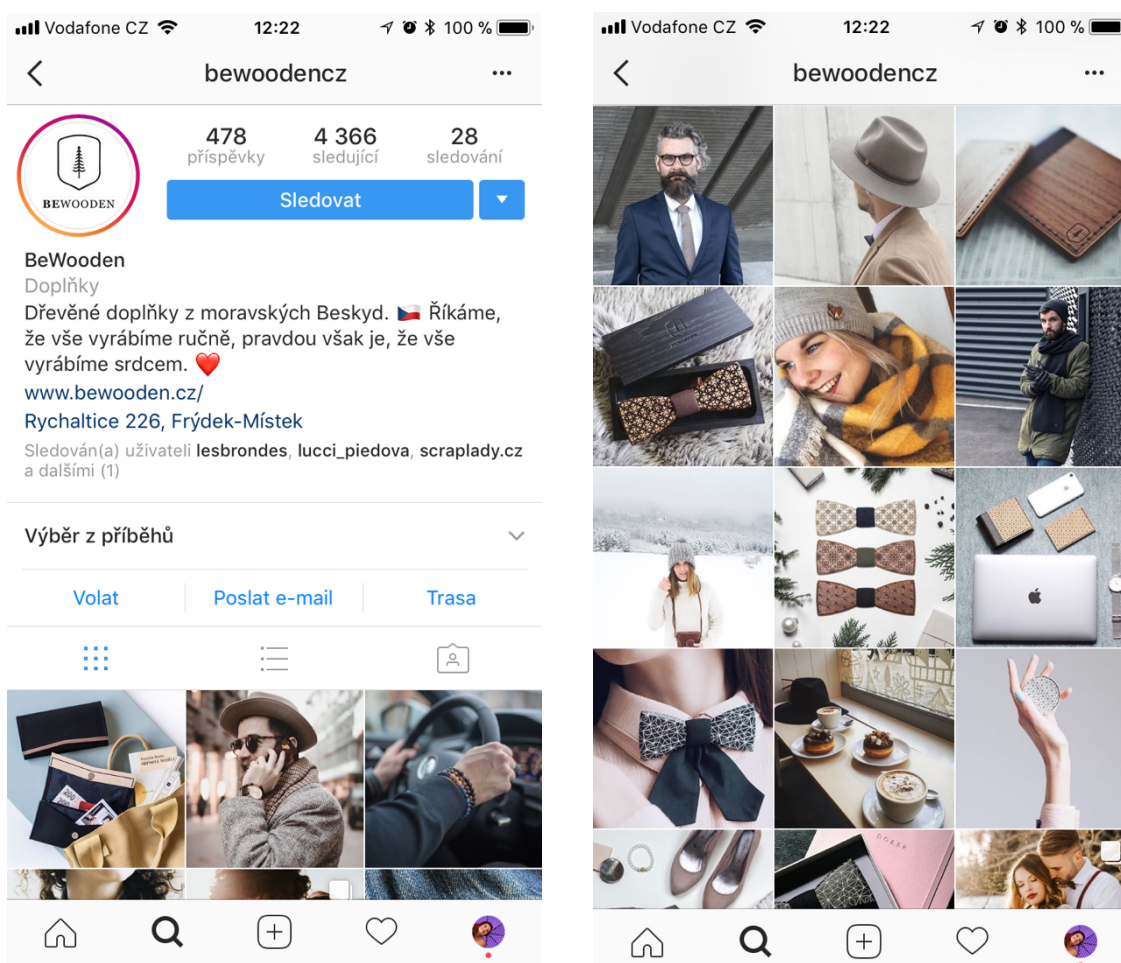 Vodafone CZ 12:22 100 %
bewoodencz
478 4 366 28
příspěvky sledující sledování
Sledovat
BEWOODEN
BeWooden
Doplňky
Dřevěné doplňky z moravských Beskyd. 🇨🇿 Říkáme,
že vše vyrábíme ručně, pravdou však je, že vše
vyrábíme srdcem. ❤️
www.bewooden.cz/
Rychaltice 226, Frýdek-Místek
Sledován(a) uživateli lesbrondes, lucci_piedova, scraplady.cz
a dalšími (1)
Výběr z příběhů
Volat Poslat e-mail Trasa
Vodafone CZ 12:22 100 %
bewoodencz